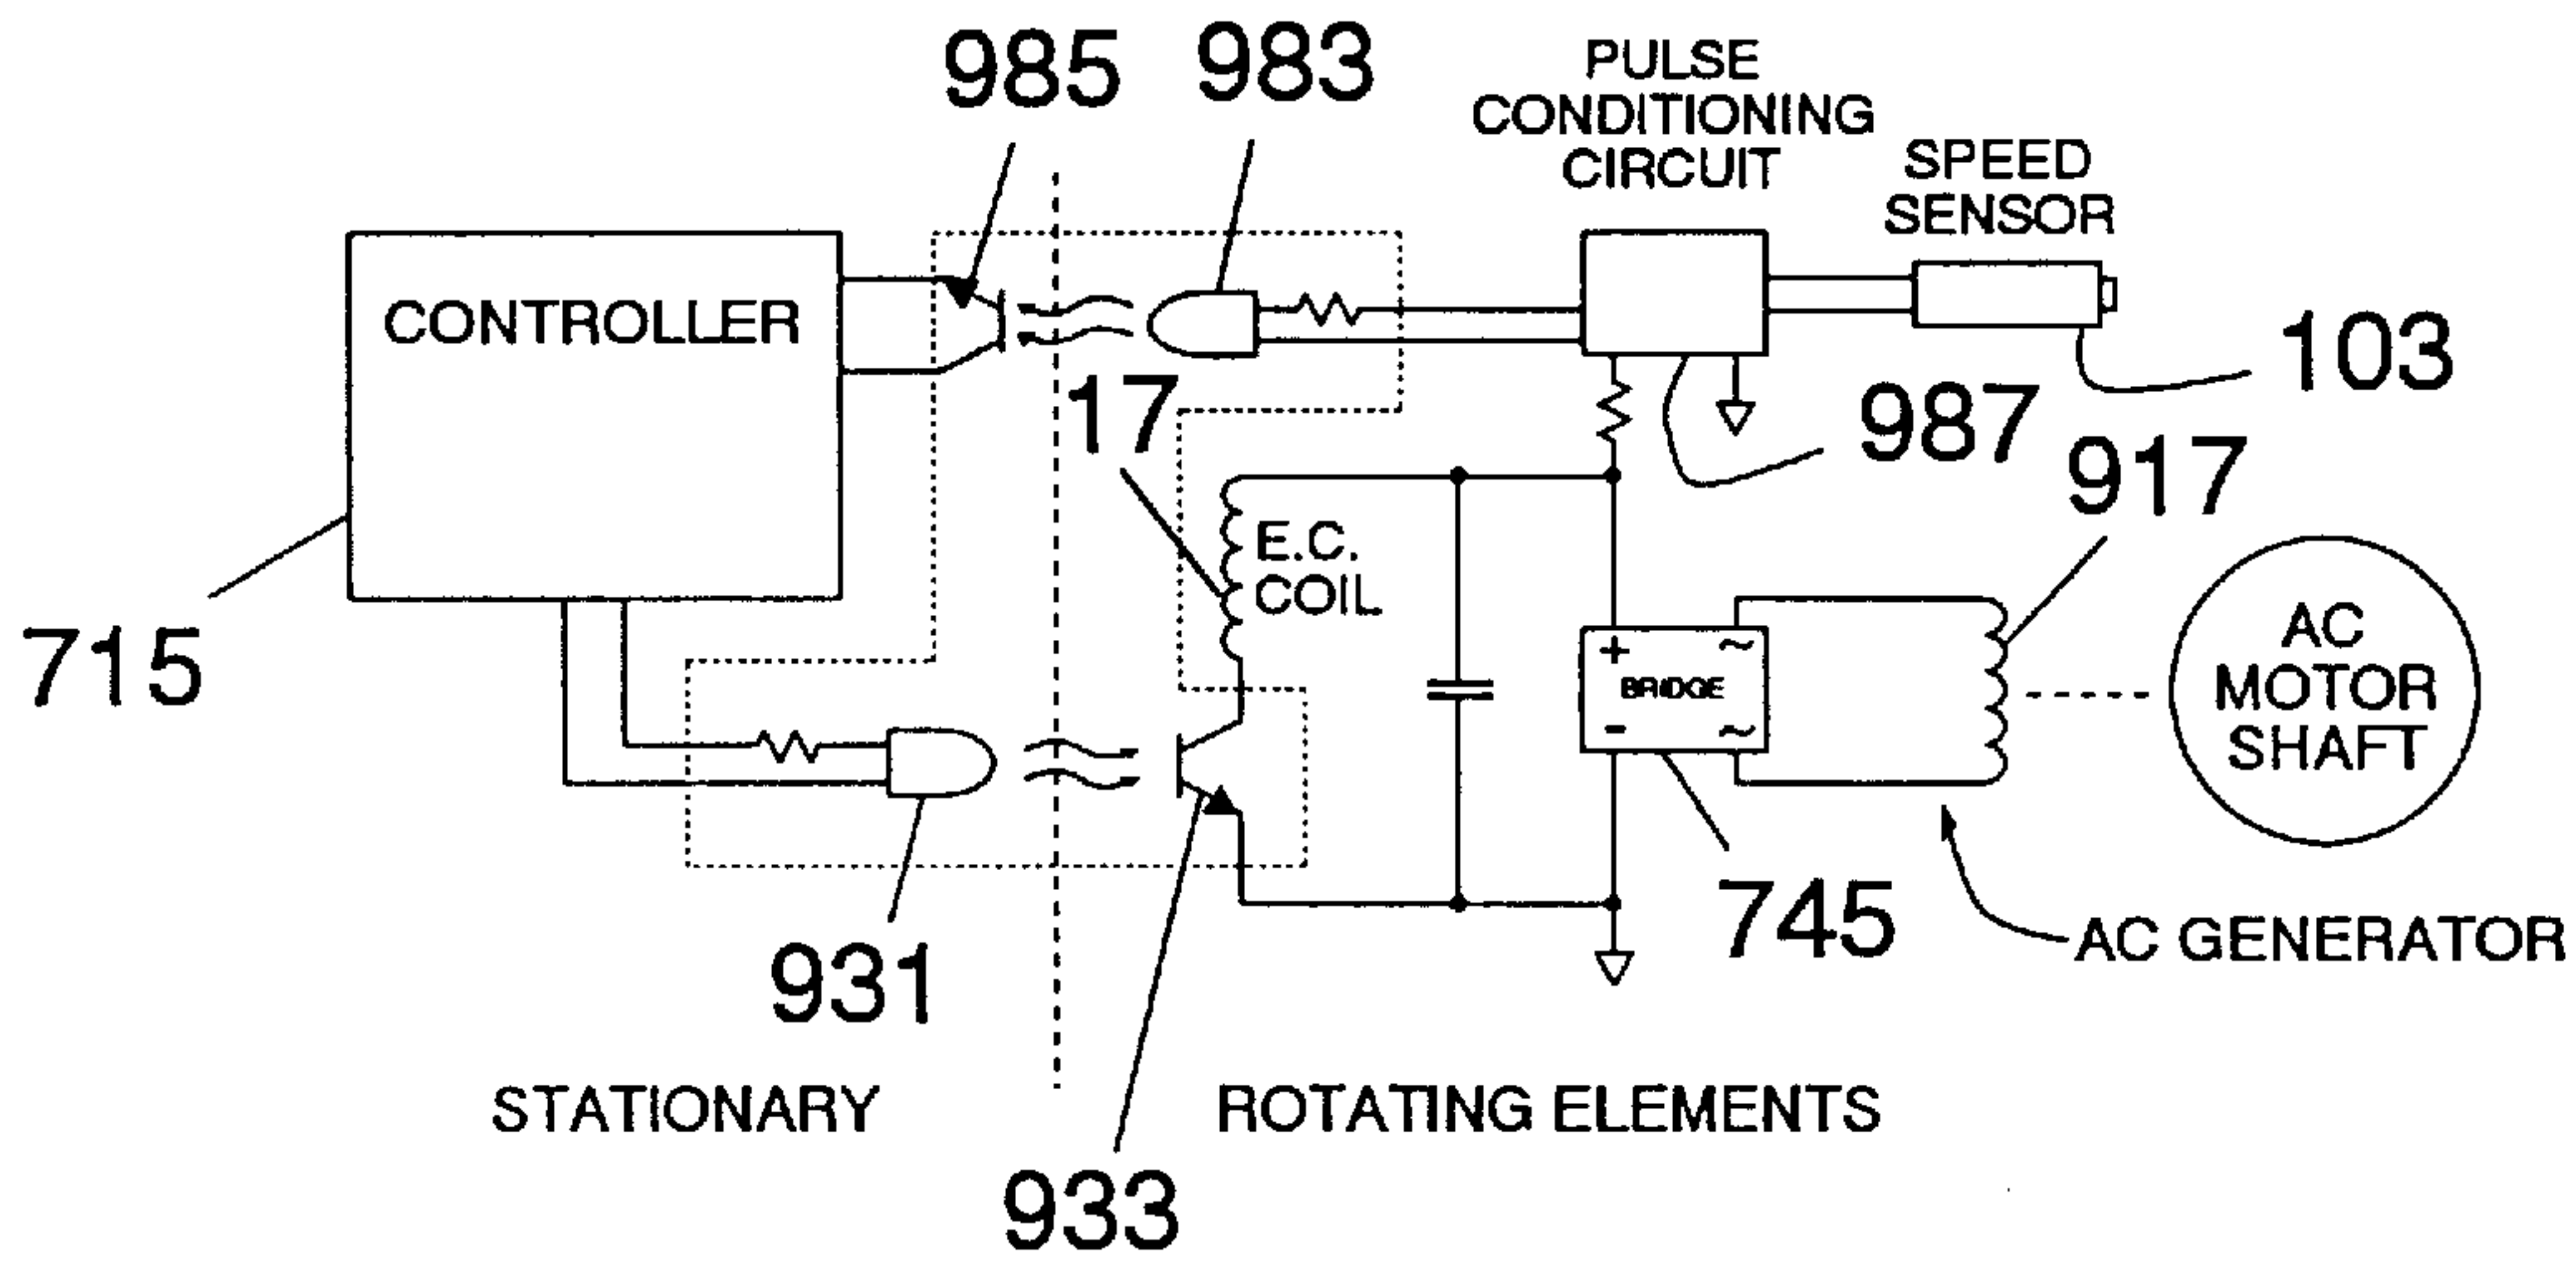 985
983
PULSE
CONDITIONING
CIRCUIT
SPEED
SENSOR
CONTROLLER
103
17
987
917
E.C.
COIL
715
+ ~
BRIDGE
- ~
AC
MOTOR
SHAFT
931
745
AC GENERATOR
STATIONARY
ROTATING ELEMENTS
933